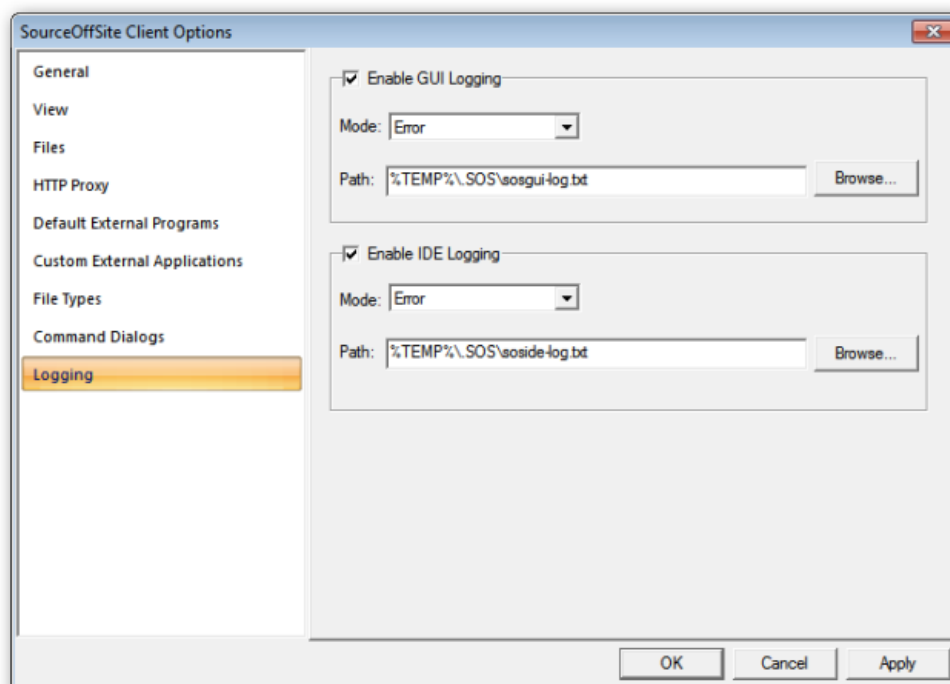 SourceOffSite Client Options
General
View
Files
HTTP Proxy
Default External Programs
Custom External Applications
File Types
Command Dialogs
Logging
Enable GUI Logging
Mode: Error
Path: %TEMP%\.SOS\sosgui-log.txt Browse...
Enable IDE Logging
Mode: Error
Path: %TEMP%\.SOS\soside-log.txt Browse...
OK Cancel Apply